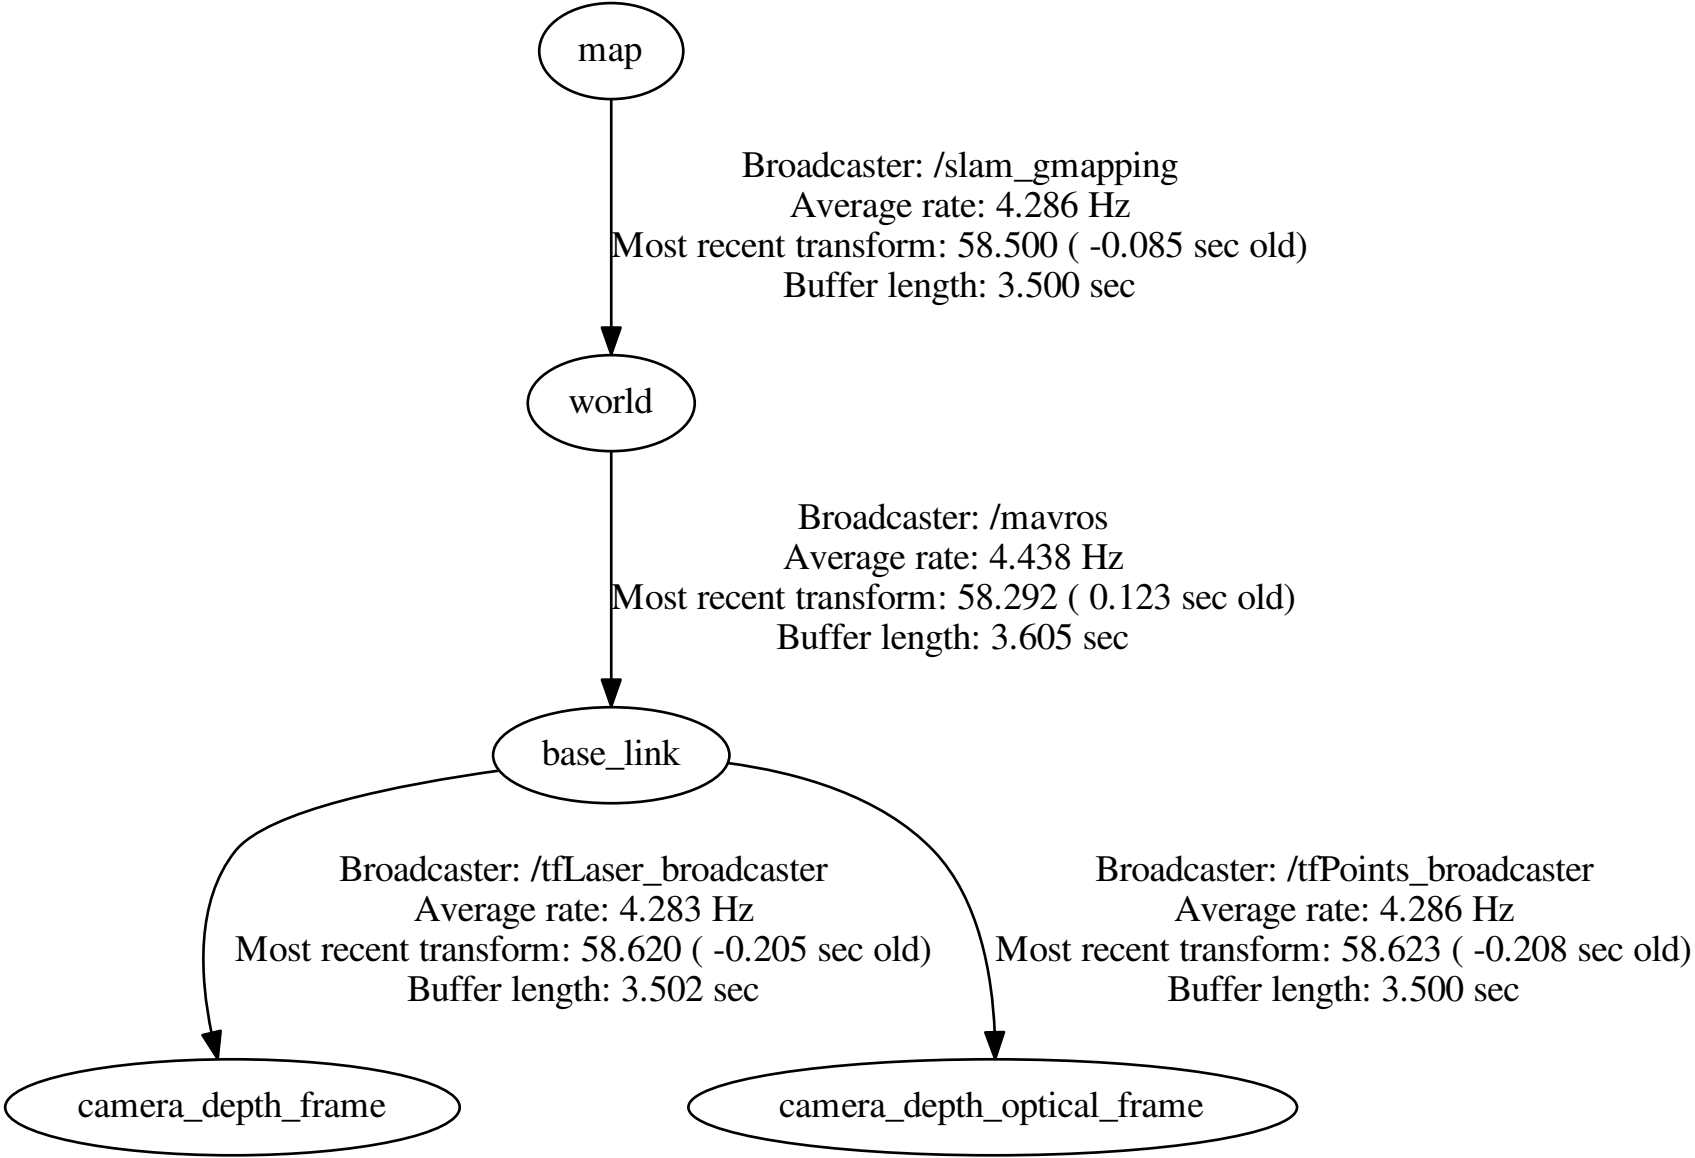 map
Broadcaster: /slam_gmapping
Average rate: 4.286 Hz
Most recent transform: 58.500 ( -0.085 sec old)
Buffer length: 3.500 sec
world
Broadcaster: /mavros
Average rate: 4.438 Hz
Most recent transform: 58.292 ( 0.123 sec old)
Buffer length: 3.605 sec
base_link
Broadcaster: /tfLaser_broadcaster
Average rate: 4.283 Hz
Most recent transform: 58.620 ( -0.205 sec old)
Buffer length: 3.502 sec
Broadcaster: /tfPoints_broadcaster
Average rate: 4.286 Hz
Most recent transform: 58.623 ( -0.208 sec old)
Buffer length: 3.500 sec
camera_depth_frame
camera_depth_optical_frame